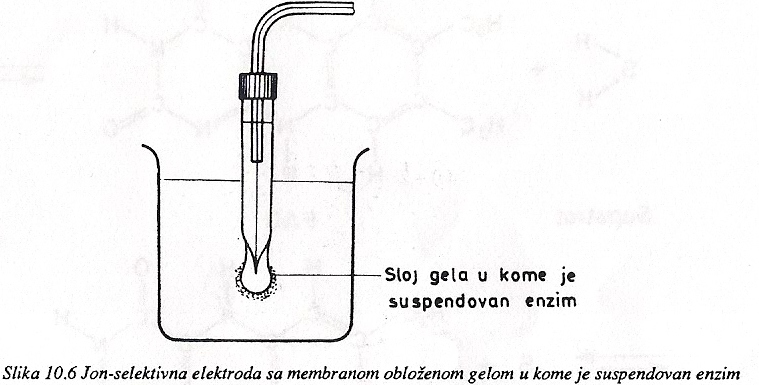 Sloj gela u kome je
suspendovan enzim
Slika 10.6 Jon-selektivna elektroda sa membranom obloženom gelom u kome je suspendovan enzim